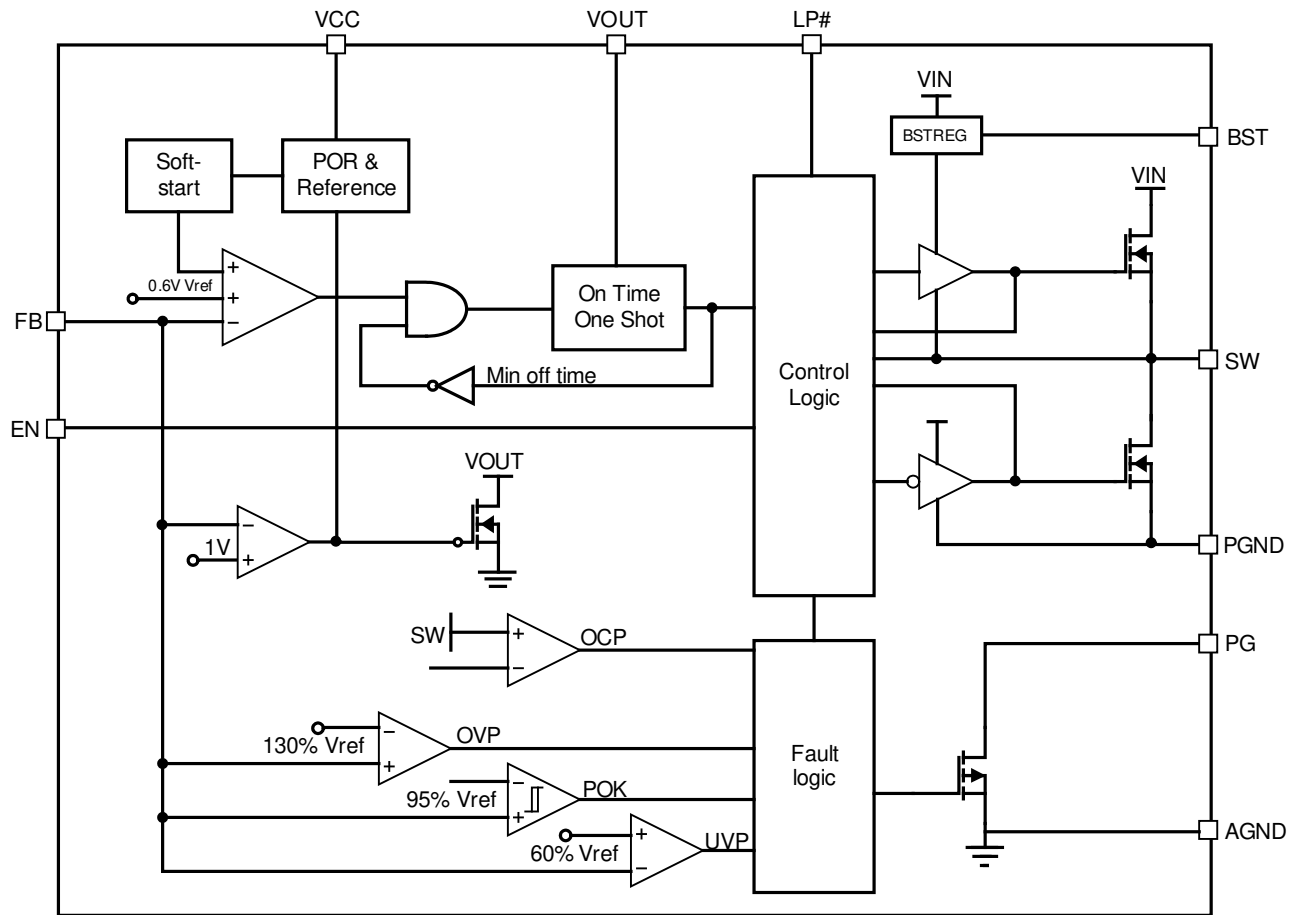 VCC
VOUT
LP#
VIN
BSTREG
BST
Soft-
start
POR &
Reference
VIN
+
0.6V Vref
+
−
FB
On Time
One Shot
Min off time
Control
Logic
SW
EN
VOUT
−
1V
+
PGND
SW
+
−
OCP
PG
130% Vref
−
+
OVP
Fault
logic
95% Vref
−
+
POK
60% Vref
+
−
UVP
AGND